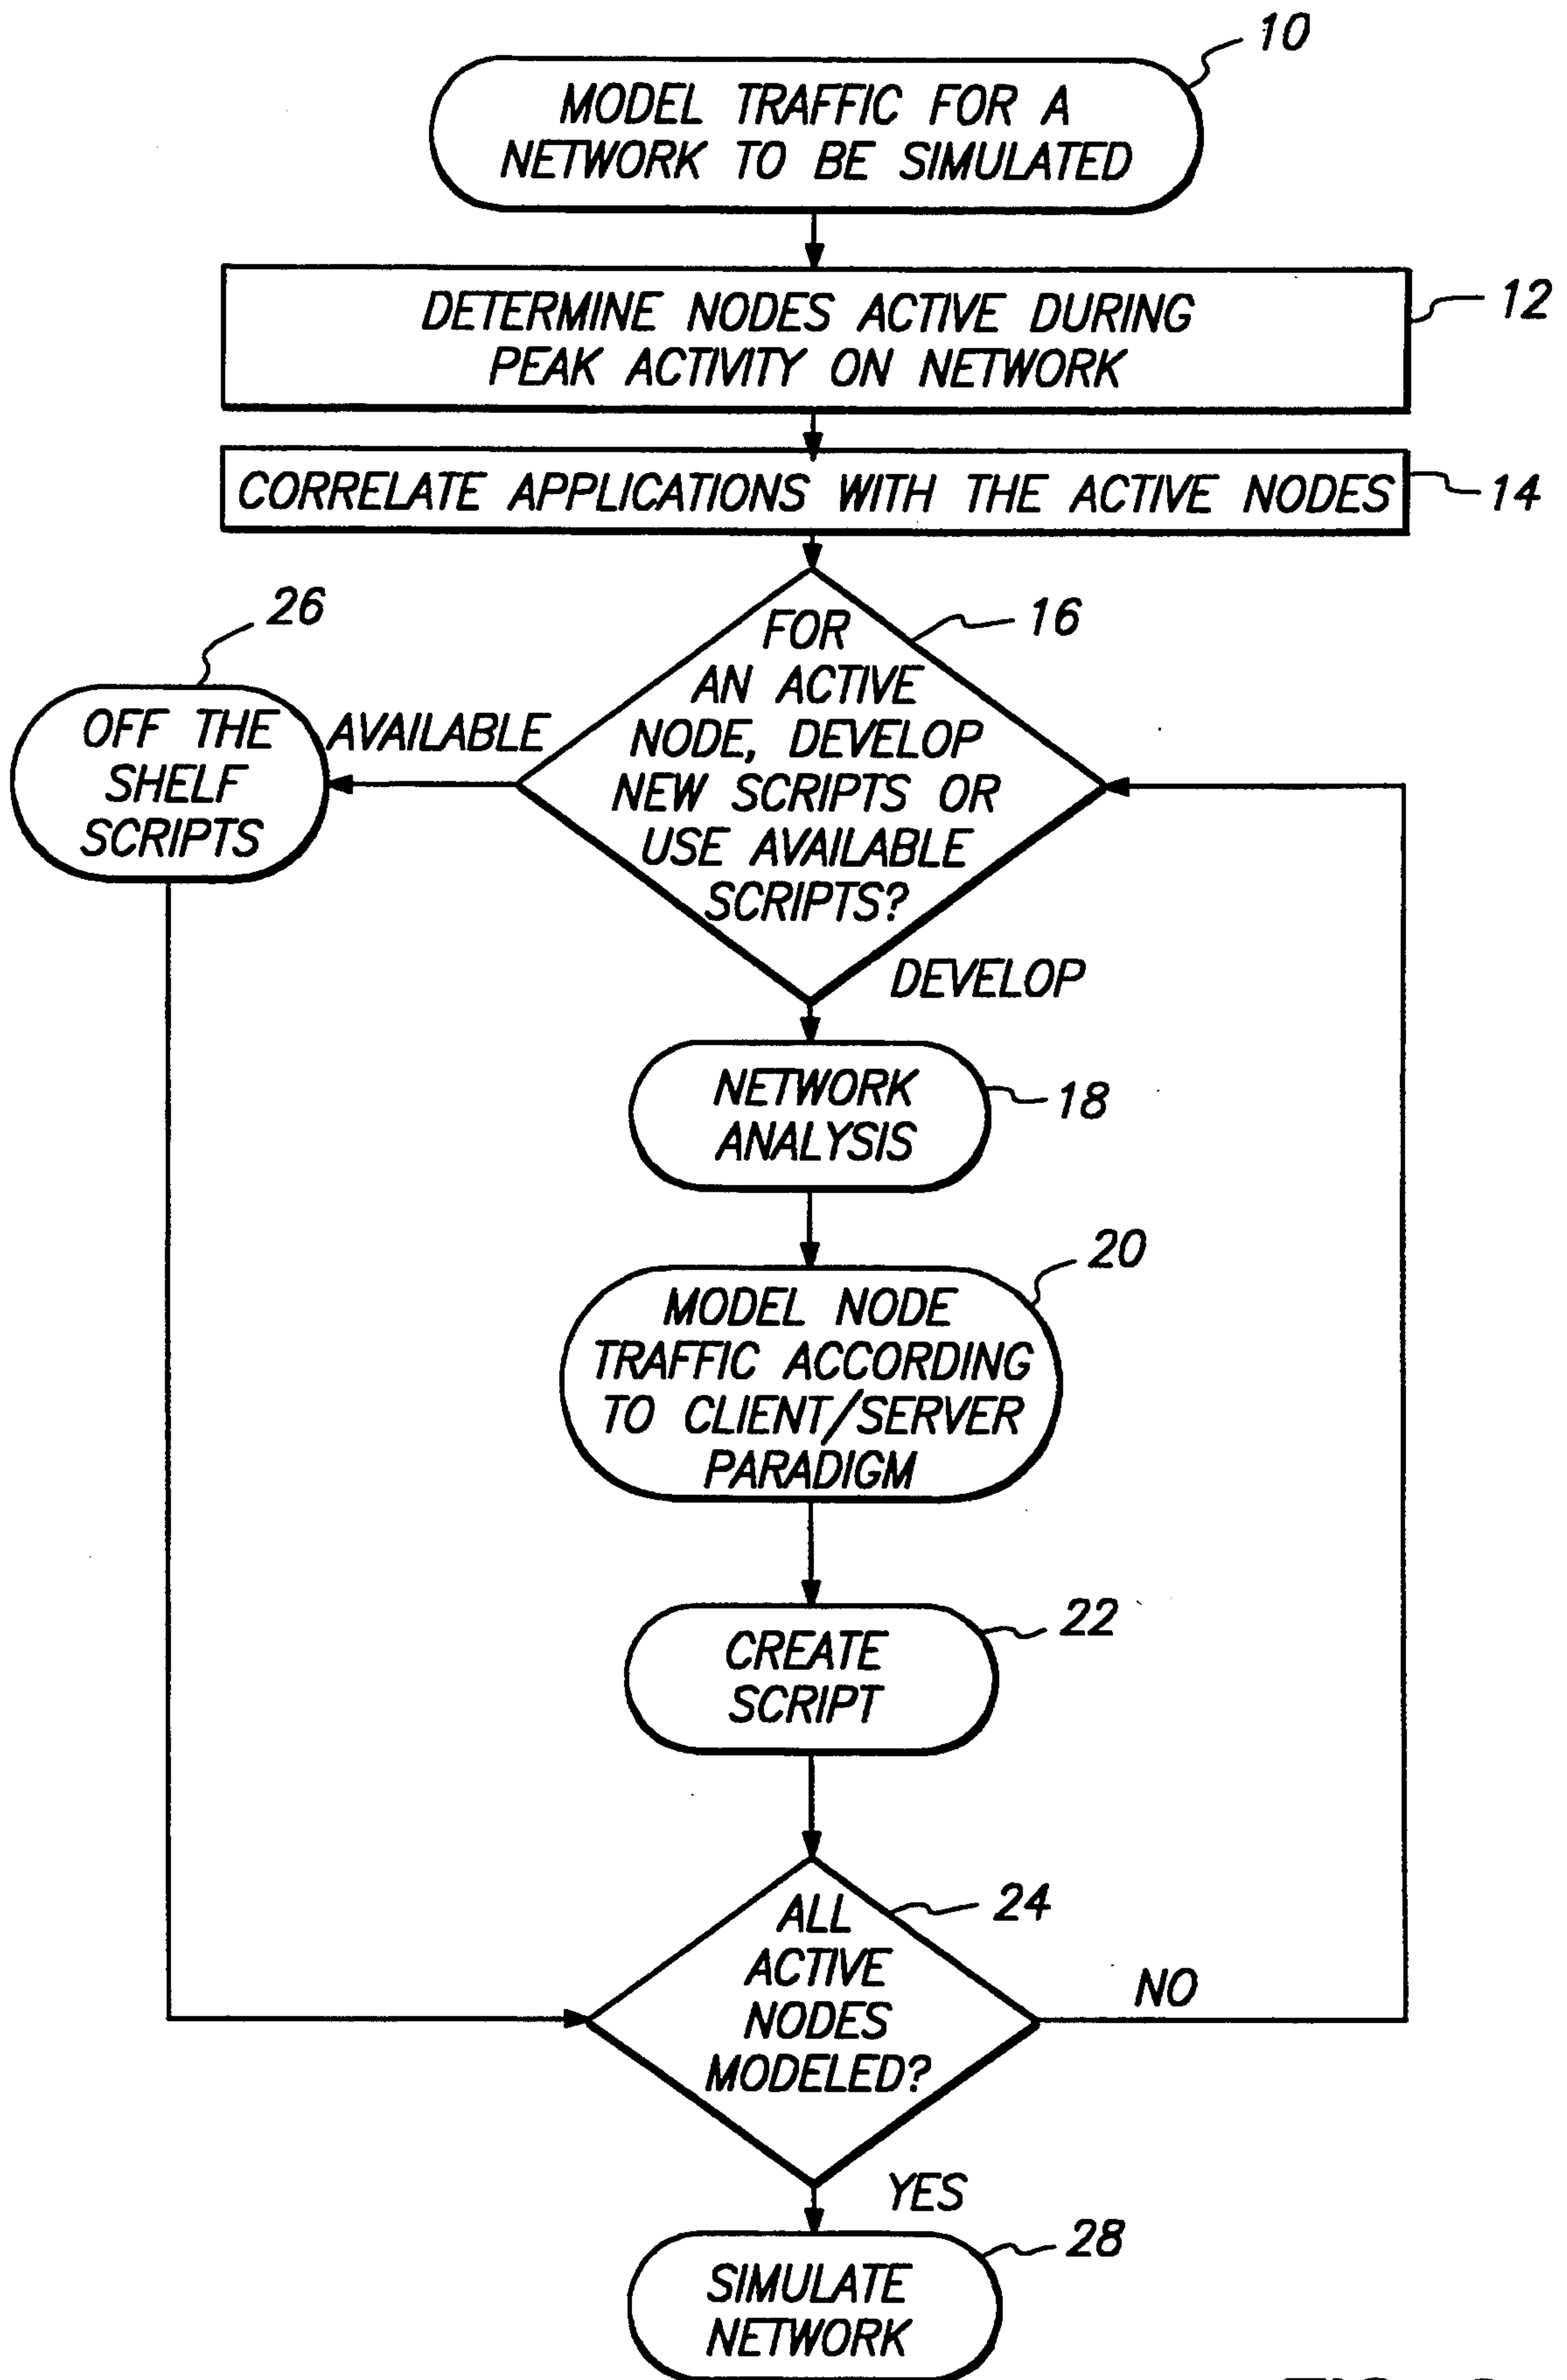 10
MODEL TRAFFIC FOR A
NETWORK TO BE SIMULATED
DETERMINE NODES ACTIVE DURING
PEAK ACTIVITY ON NETWORK
12
CORRELATE APPLICATIONS WITH THE ACTIVE NODES
14
16
FOR
AN ACTIVE
NODE, DEVELOP
NEW SCRIPTS OR
USE AVAILABLE
SCRIPTS?
26
OFF THE
SHELF
SCRIPTS
AVAILABLE
DEVELOP
NETWORK
ANALYSIS
18
20
MODEL NODE
TRAFFIC ACCORDING
TO CLIENT/SERVER
PARADIGM
22
CREATE
SCRIPT
24
ALL
ACTIVE
NODES
MODELED?
NO
YES
28
SIMULATE
NETWORK